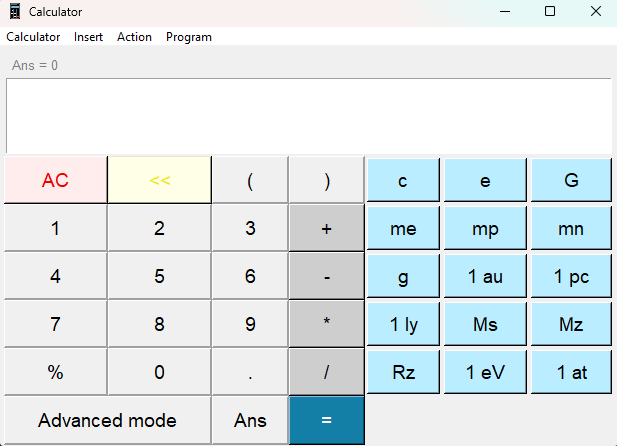 Calculator
Calculator Insert Action Program
Ans = 0
AC << ( ) c e G
1 2 3 + me mp mn
4 5 6 - g 1 au 1 pc
7 8 9 * 1 ly Ms Mz
% 0 . / Rz 1 eV 1 at
Advanced mode Ans =